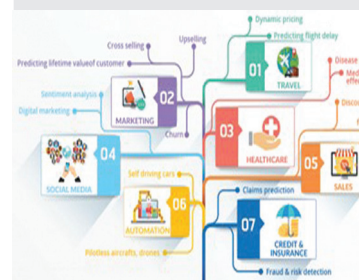 Dynamic pricing
Predicting flight delay
01
TRAVEL
Cross selling
Upselling
Predicting lifetime valueof customer
02
MARKETING
Churn
Disease
03
HEALTHCARE
Sentiment analysis
Digital marketing
04
SOCIAL MEDIA
05
SALES
Self driving cars
06
AUTOMATION
Pilotless aircrafts, drones
Claims prediction
07
CREDIT &
INSURANCE
Fraud & risk detection